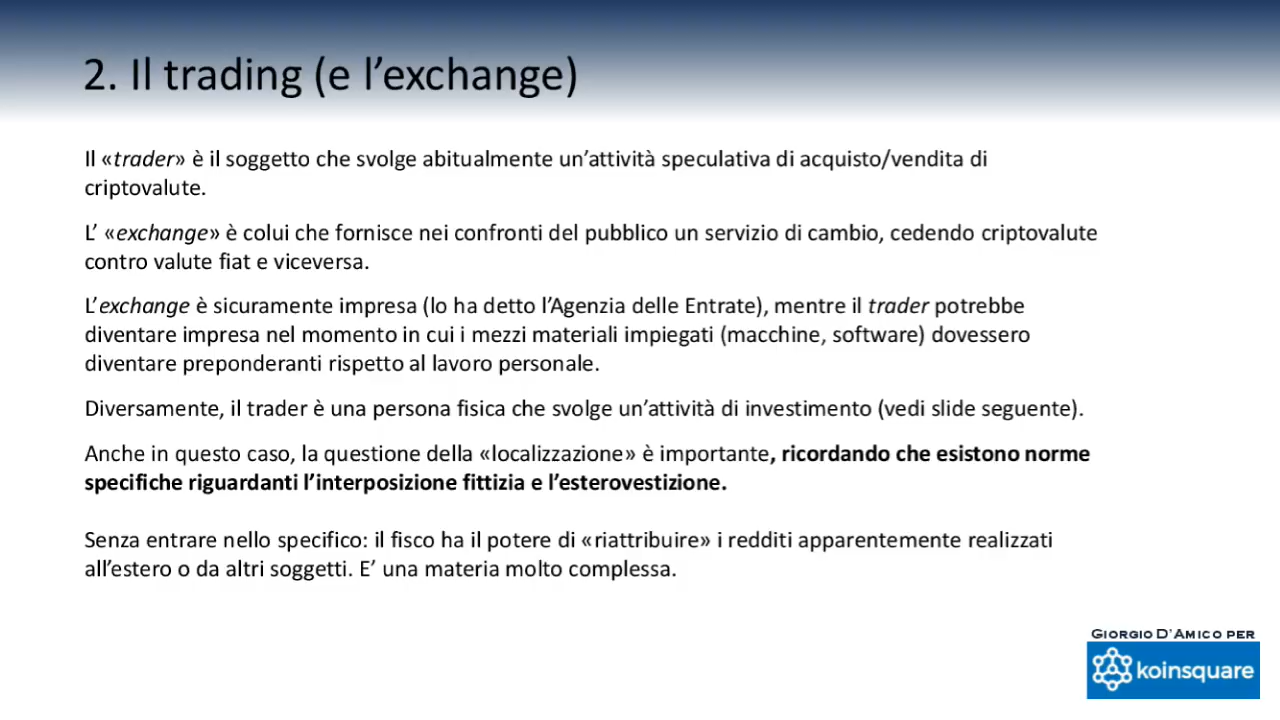 2. Il trading (e l’exchange)
Il «trader» è il soggetto che svolge abitualmente un’attività speculativa di acquisto/vendita di
criptovalute.
L’ «exchange» è colui che fornisce nei confronti del pubblico un servizio di cambio, cedendo criptovalute
contro valute fiat e viceversa.
L’exchange è sicuramente impresa (lo ha detto l’Agenzia delle Entrate), mentre il trader potrebbe
diventare impresa nel momento in cui i mezzi materiali impiegati (macchine, software) dovessero
diventare preponderanti rispetto al lavoro personale.
Diversamente, il trader è una persona fisica che svolge un’attività di investimento (vedi slide seguente).
Anche in questo caso, la questione della «localizzazione» è importante, ricordando che esistono norme
specifiche riguardanti l’interposizione fittizia e l’esterovestizione.
Senza entrare nello specifico: il fisco ha il potere di «riattribuire» i redditi apparentemente realizzati
all’estero o da altri soggetti. E’ una materia molto complessa.
GIORGIO D’AMICO PER
koinsquare